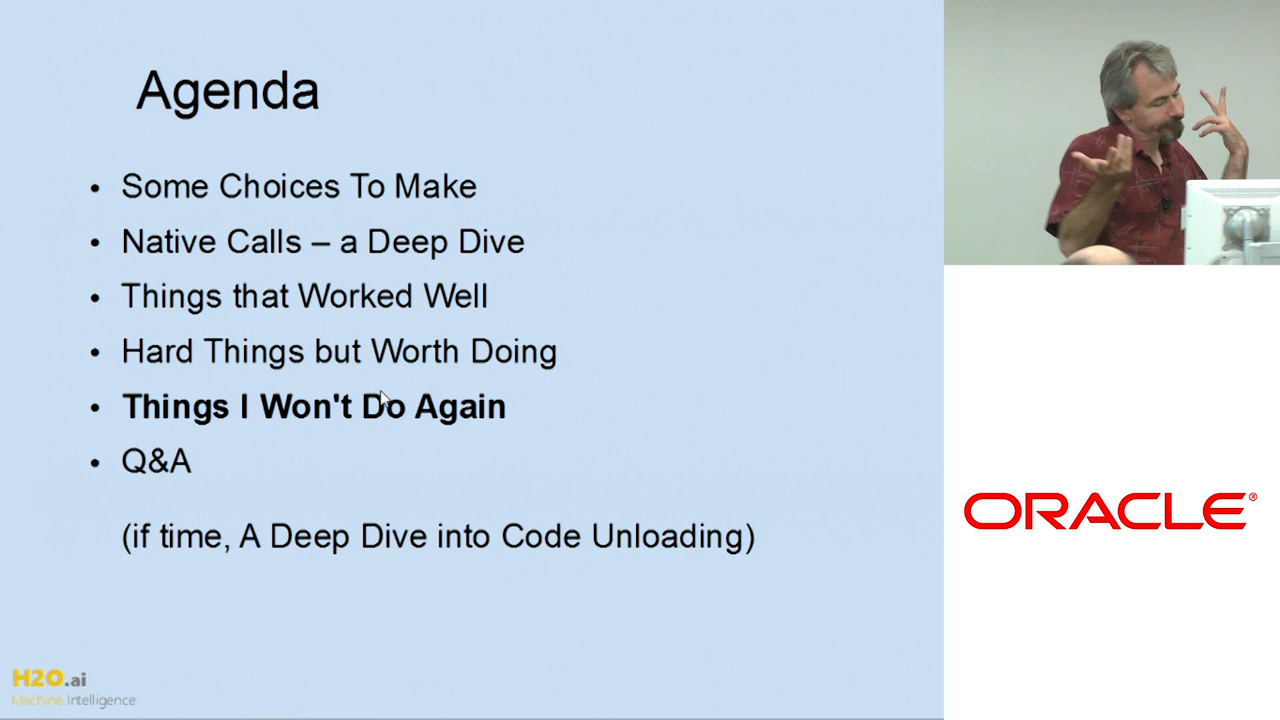 Agenda
• Some Choices To Make
• Native Calls – a Deep Dive
• Things that Worked Well
• Hard Things but Worth Doing
• Things I Won't Do Again
• Q&A
(if time, A Deep Dive into Code Unloading)
H2O.ai
Machine Intelligence
ORACLE®